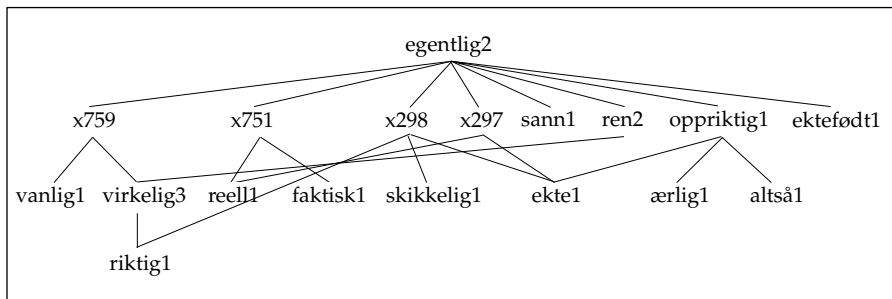 egentlig2
x759 x751 x298 x297 sann1 ren2 oppriktig1 ektefødt1
vanlig1 virkelig3 reell1 faktisk1 skikkelig1 ekte1 ærlig1 altså1
riktig1